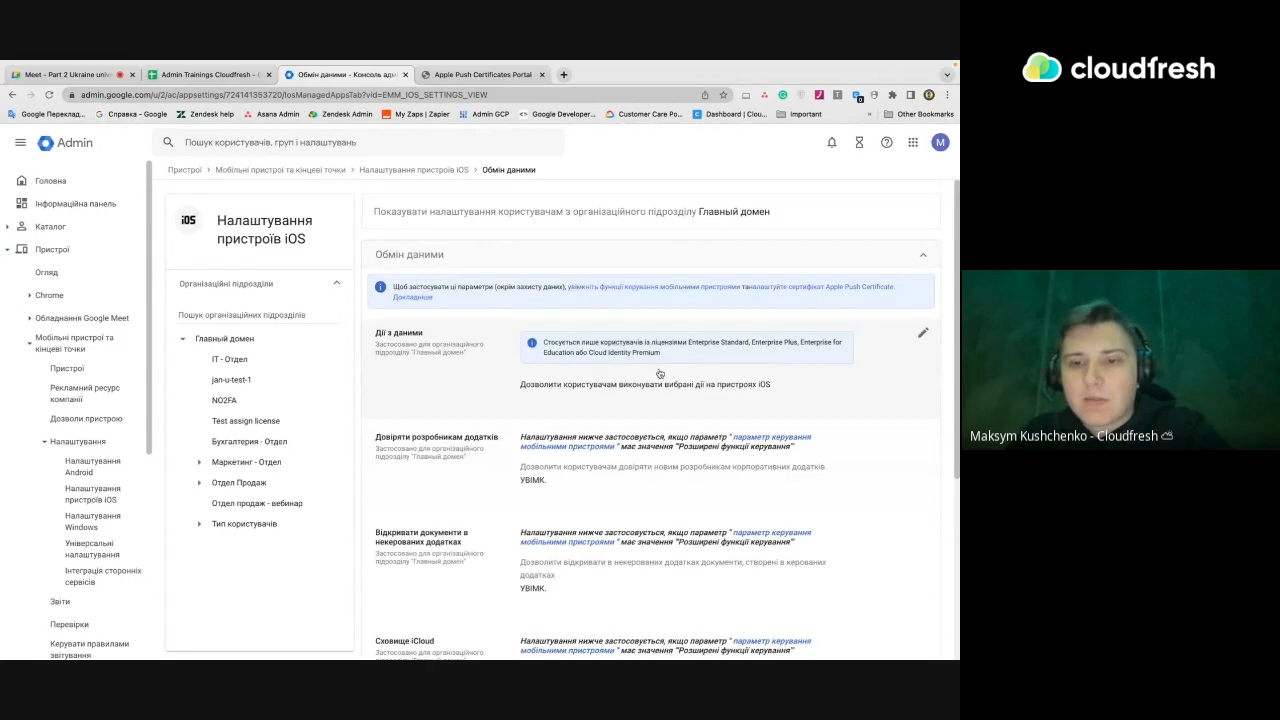 Meet - Part 2 Ukraine univ
Admin Trainings Cloudfresh - G
Обмін даними - Консоль адм
Apple Push Certificates Portal
admin.google.com/u/2/ac/appsettings/724141353720/IosManagedAppsTab?vid=EMM_IOS_SETTINGS_VIEW
Google Переклад...
Справка – Google
Zendesk help
Asana Admin
Zendesk Admin
My Zaps | Zapier
Admin GCP
Google Developer...
Customer Care Po...
Dashboard | Clou...
Important
Other Bookmarks
Admin
Пошук користувачів, груп і налаштувань
M
Пристрої > Мобільні пристрої та кінцеві точки > Налаштування пристроїв iOS > Обмін даними
Головна
Інформаційна панель
Каталог
Пристрої
Огляд
Chrome
Обладнання Google Meet
Мобільні пристрої та
кінцеві точки
Пристрої
Рекламний ресурс
компанії
Дозволи пристрою
Налаштування
Налаштування
Android
Налаштування
пристроїв iOS
Налаштування
Windows
Універсальні
налаштування
Інтеграція сторонніх
сервісів
Звіти
Перевірки
Керувати правилами
звітування
iOS
Налаштування
пристроїв iOS
Організаційні підрозділи
Пошук організаційних підрозділів
Главный домен
IT - Отдел
jan-u-test-1
NO2FA
Test assign license
Бухгалтерия - Отдел
Маркетинг - Отдел
Отдел Продаж
Отдел продаж - вебинар
Тип користувачів
Показувати налаштування користувачам з організаційного підрозділу Главный домен
Обмін даними
Щоб застосувати ці параметри (окрім захисту даних), увімкніть функції керування мобільними пристроями таналаштуйте сертифікат Apple Push Certificate.
Докладніше
Дії з даними
Застосовано для організаційного
підрозділу "Главный домен"
Стосується лише користувачів із ліцензіями Enterprise Standard, Enterprise Plus, Enterprise for
Education або Cloud Identity Premium
Дозволити користувачам виконувати вибрані дії на пристроях iOS
Довіряти розробникам додатків
Застосовано для організаційного
підрозділу "Главный домен"
Налаштування нижче застосовується, якщо параметр " параметр керування
мобільними пристроями " має значення "Розширені функції керування"
Дозволити користувачам довіряти новим розробникам корпоративних додатків
УВІМК.
Відкривати документи в
некерованих додатках
Застосовано для організаційного
підрозділу "Главный домен"
Налаштування нижче застосовується, якщо параметр " параметр керування
мобільними пристроями " має значення "Розширені функції керування"
Дозволити відкривати в некерованих додатках документи, створені в керованих
додатках
УВІМК.
Сховище iCloud
Застосовано для організаційного
Налаштування нижче застосовується, якщо параметр " параметр керування
мобільними пристроями " має значення "Розширені функції керування"
cloudfresh
Maksym Kushchenko - Cloudfresh